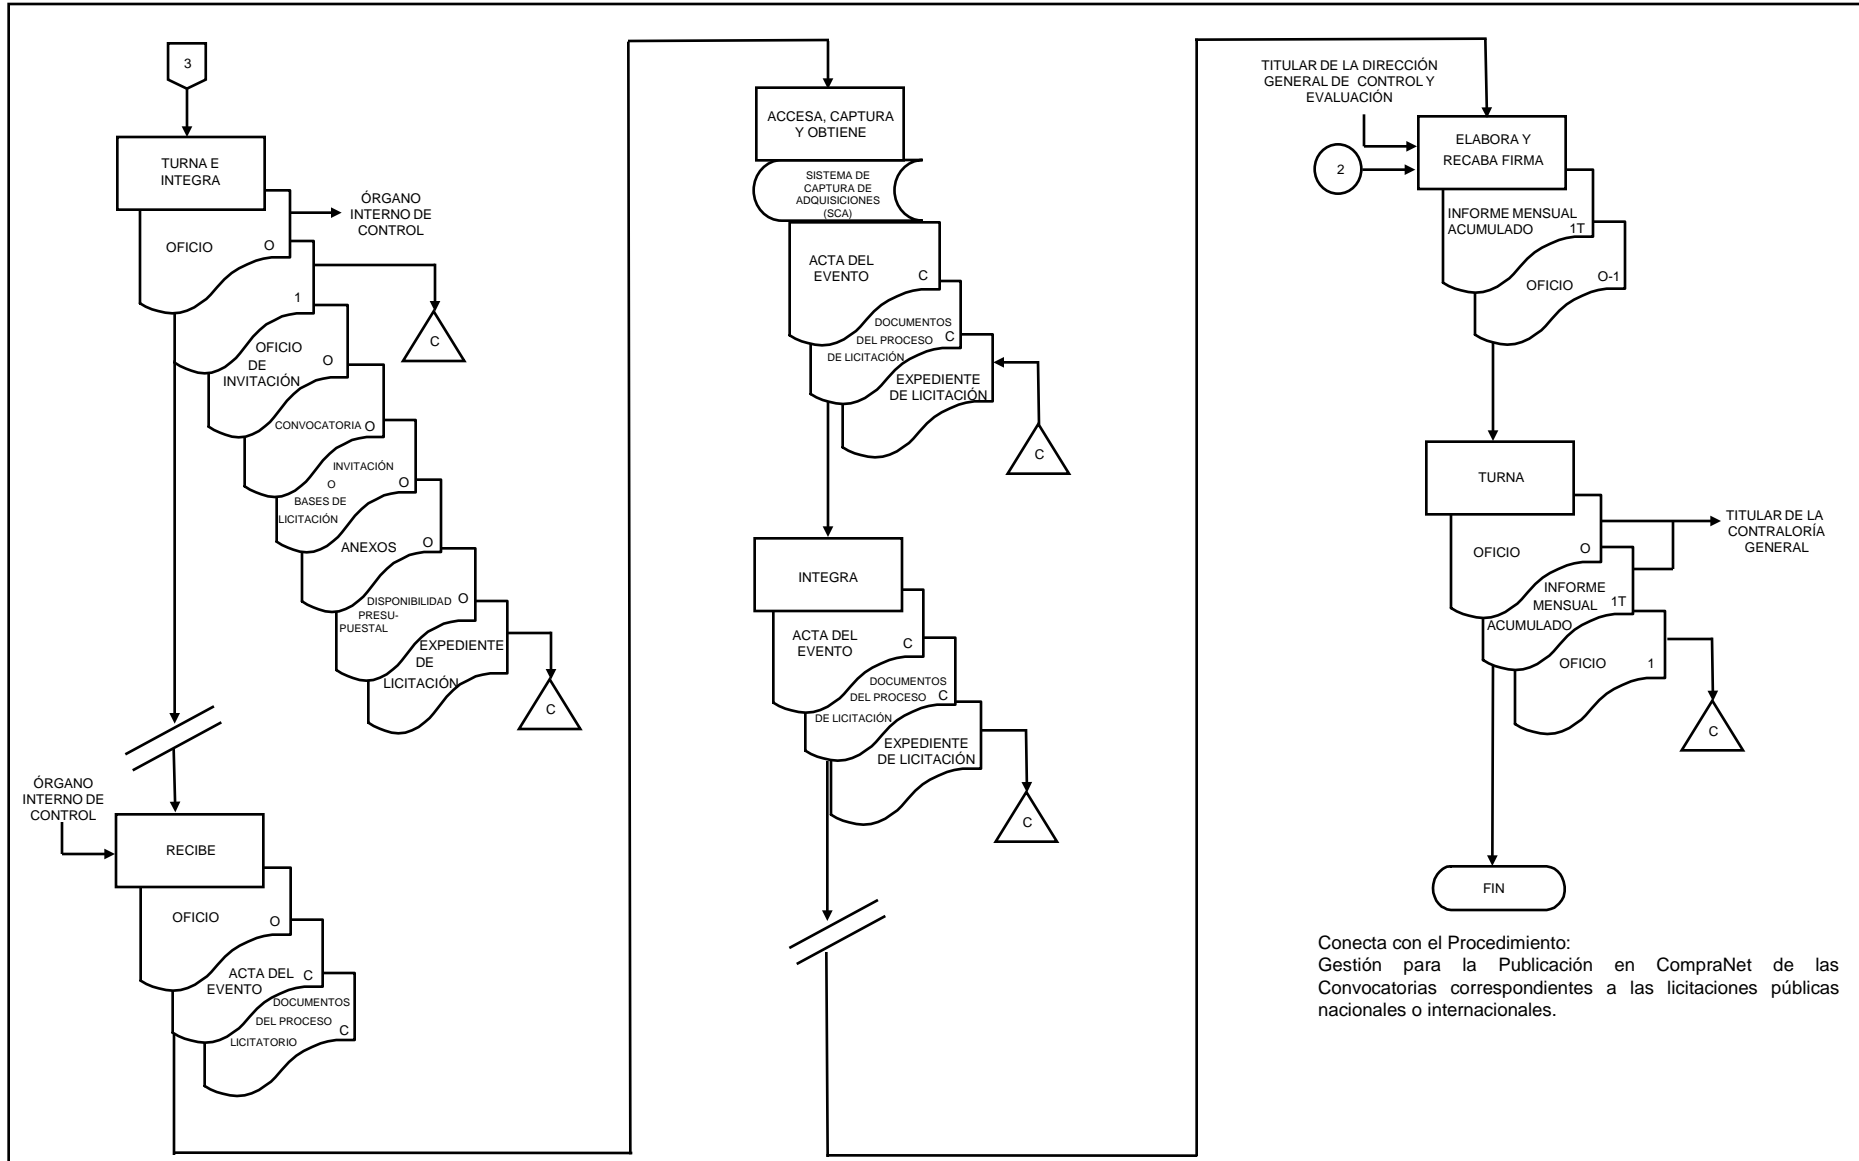 3
TURNA E
INTEGRA
ÓRGANO
INTERNO DE
CONTROL
OFICIO
O
1
C
OFICIO
DE
INVITACIÓN
O
CONVOCATORIA O
INVITACIÓN
O
BASES DE
LICITACIÓN
O
ANEXOS
O
DISPONIBILIDAD
PRESU-
PUESTAL
O
EXPEDIENTE
DE
LICITACIÓN
C
ÓRGANO
INTERNO DE
CONTROL
RECIBE
OFICIO
O
ACTA DEL
EVENTO
C
DOCUMENTOS
DEL PROCESO
LICITATORIO
C
ACCESA, CAPTURA
Y OBTIENE
SISTEMA DE
CAPTURA DE
ADQUISICIONES
(SCA)
ACTA DEL
EVENTO
C
DOCUMENTOS
DEL PROCESO
DE LICITACIÓN
C
EXPEDIENTE
DE LICITACIÓN
C
INTEGRA
ACTA DEL
EVENTO
C
DOCUMENTOS
DEL PROCESO
DE LICITACIÓN
C
EXPEDIENTE
DE LICITACIÓN
C
TITULAR DE LA DIRECCIÓN
GENERAL DE CONTROL Y
EVALUACIÓN
2
ELABORA Y
RECABA FIRMA
INFORME MENSUAL
ACUMULADO
1T
OFICIO
O-1
TURNA
TITULAR DE LA
CONTRALORÍA
GENERAL
OFICIO
O
INFORME
MENSUAL
ACUMULADO
1T
OFICIO
1
C
FIN
Conecta con el Procedimiento:
Gestión para la Publicación en CompraNet de las
Convocatorias correspondientes a las licitaciones públicas
nacionales o internacionales.